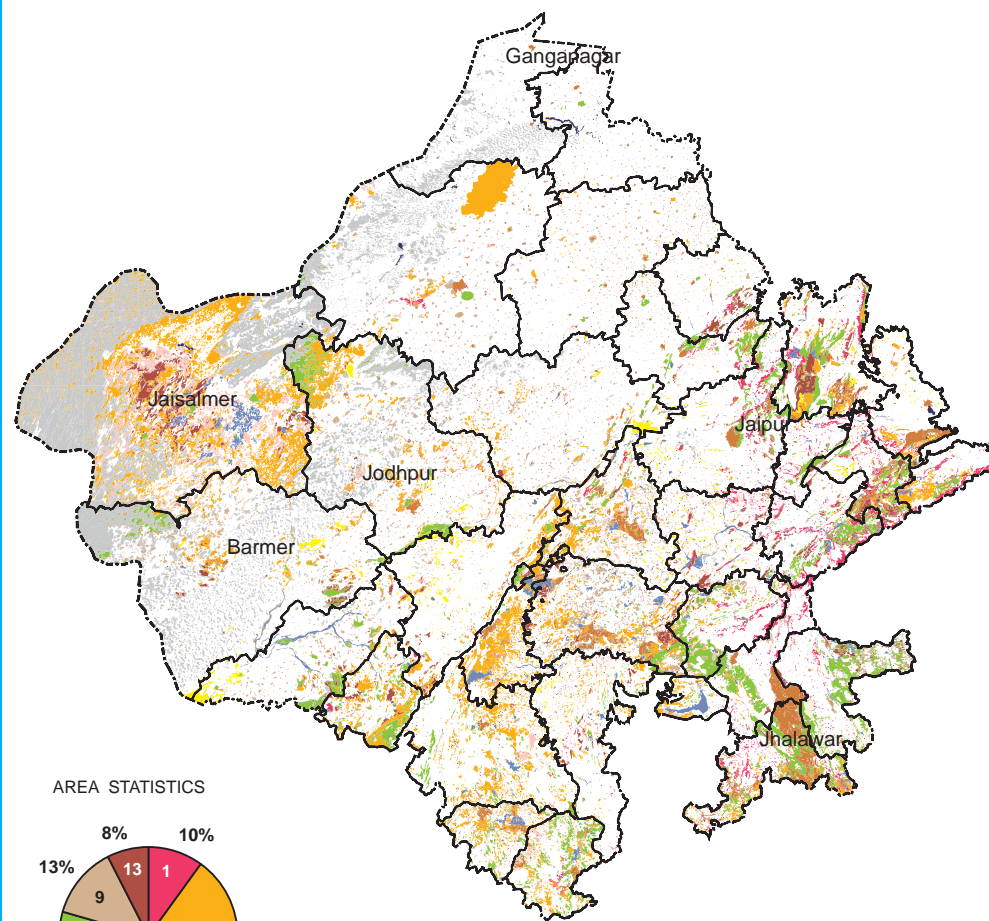 Ganganagar
Jaisalmer
Jaipur
Jodhpur
Barmer
Jhalawar
AREA STATISTICS
8%
10%
13%
13
1
9